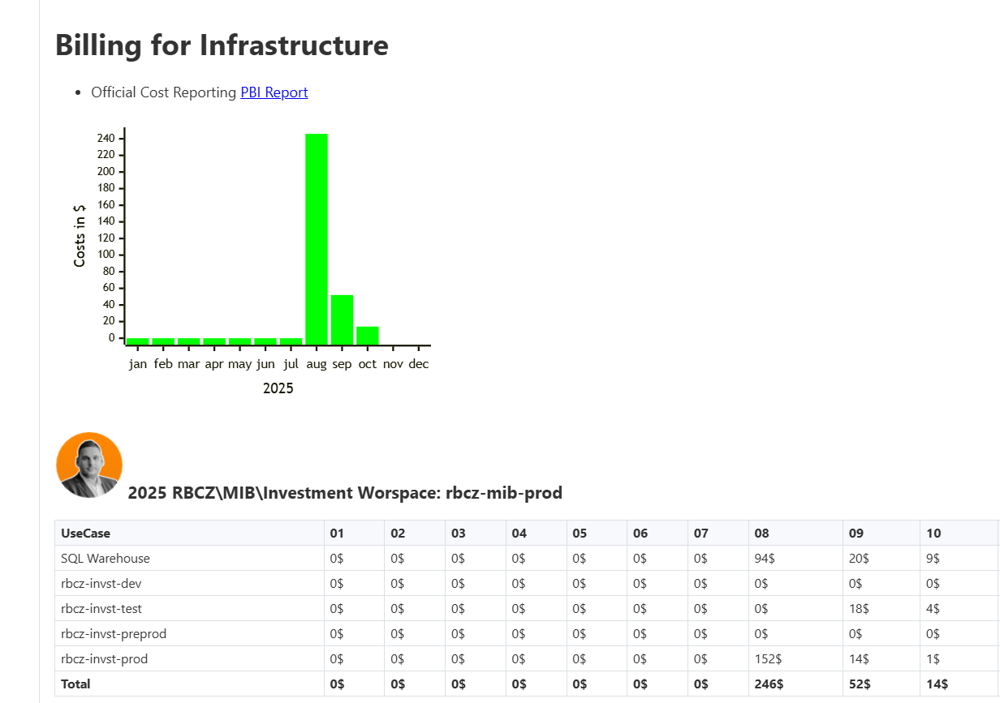 Billing for Infrastructure
• Official Cost Reporting PBI Report
240
220
200
180
160
140
120
100
80
60
40
20
0
Costs in $
jan feb mar apr may jun jul aug sep oct nov dec
2025
2025 RBCZ\MIB\Investment Worspace: rbcz-mib-prod
UseCase 01 02 03 04 05 06 07 08 09 10
SQL Warehouse 0$ 0$ 0$ 0$ 0$ 0$ 0$ 94$ 20$ 9$
rbcz-invst-dev 0$ 0$ 0$ 0$ 0$ 0$ 0$ 0$ 0$ 0$
rbcz-invst-test 0$ 0$ 0$ 0$ 0$ 0$ 0$ 0$ 18$ 4$
rbcz-invst-preprod 0$ 0$ 0$ 0$ 0$ 0$ 0$ 0$ 0$ 0$
rbcz-invst-prod 0$ 0$ 0$ 0$ 0$ 0$ 0$ 152$ 14$ 1$
Total 0$ 0$ 0$ 0$ 0$ 0$ 0$ 246$ 52$ 14$